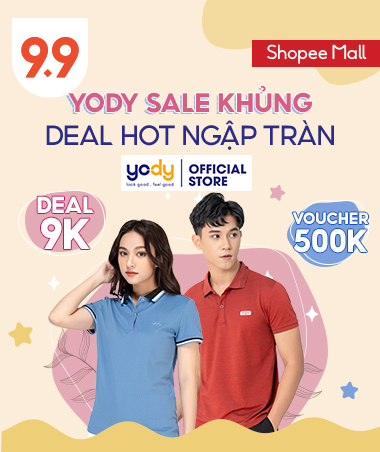 9.9
Shopee Mall
YODY SALE KHỦNG
DEAL HOT NGẬP TRÀN
yody
look good . feel good
OFFICIAL
STORE
DEAL
9K
VOUCHER
500K